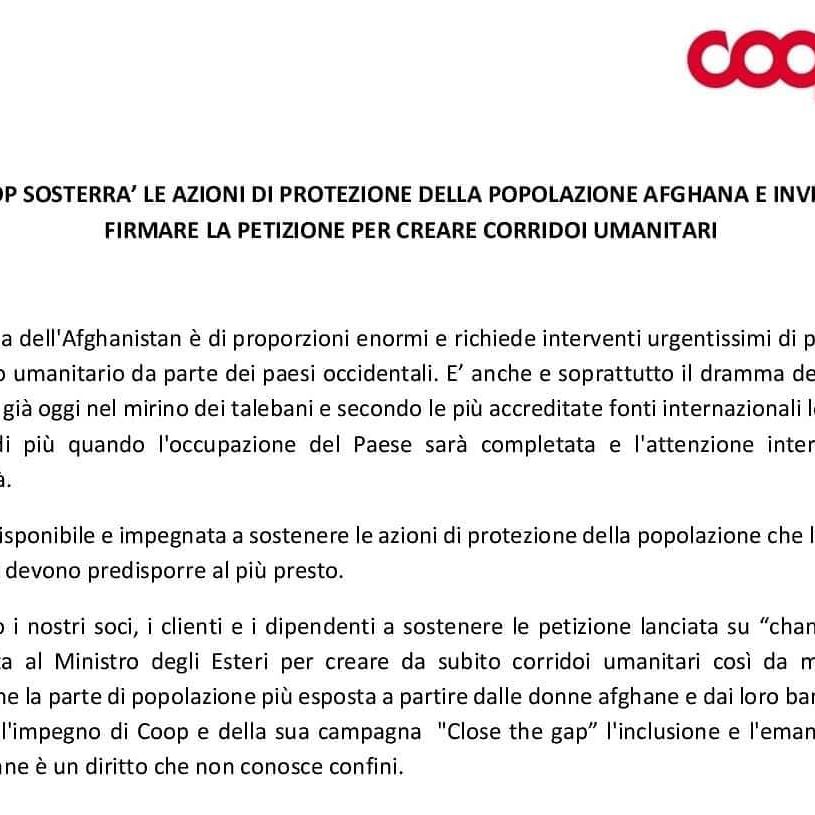 coop
OP SOSTERRA’ LE AZIONI DI PROTEZIONE DELLA POPOLAZIONE AFGHANA E INV
FIRMARE LA PETIZIONE PER CREARE CORRIDOI UMANITARI
a dell'Afghanistan è di proporzioni enormi e richiede interventi urgentissimi di p
o umanitario da parte dei paesi occidentali. E’ anche e soprattutto il dramma de
già oggi nel mirino dei talebani e secondo le più accreditate fonti internazionali l
di più quando l'occupazione del Paese sarà completata e l'attenzione inter
à.
isponibile e impegnata a sostenere le azioni di protezione della popolazione che l
devono predisporre al più presto.
o i nostri soci, i clienti e i dipendenti a sostenere le petizione lanciata su “chan
ta al Ministro degli Esteri per creare da subito corridoi umanitari così da m
ne la parte di popolazione più esposta a partire dalle donne afghane e dai loro bam
l'impegno di Coop e della sua campagna "Close the gap” l'inclusione e l'eman
ne è un diritto che non conosce confini.